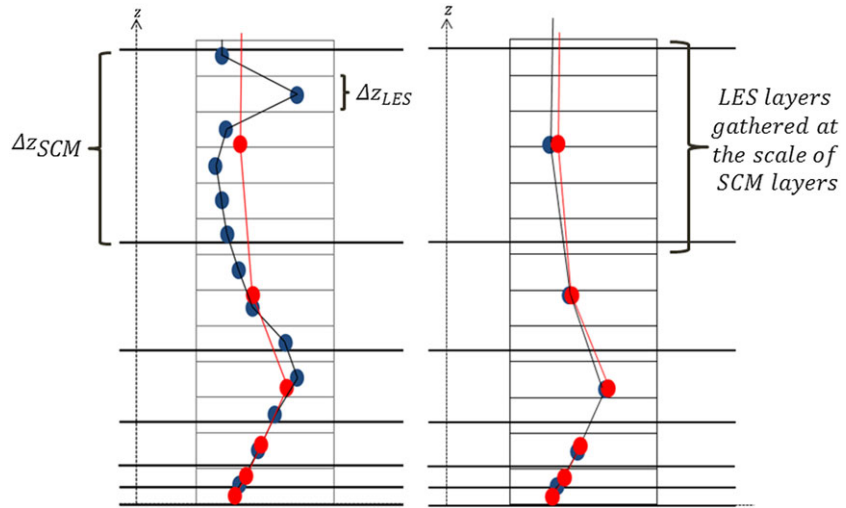 z
z
Δz_SCM
Δz_LES
LES layers
gathered at
the scale of
SCM layers